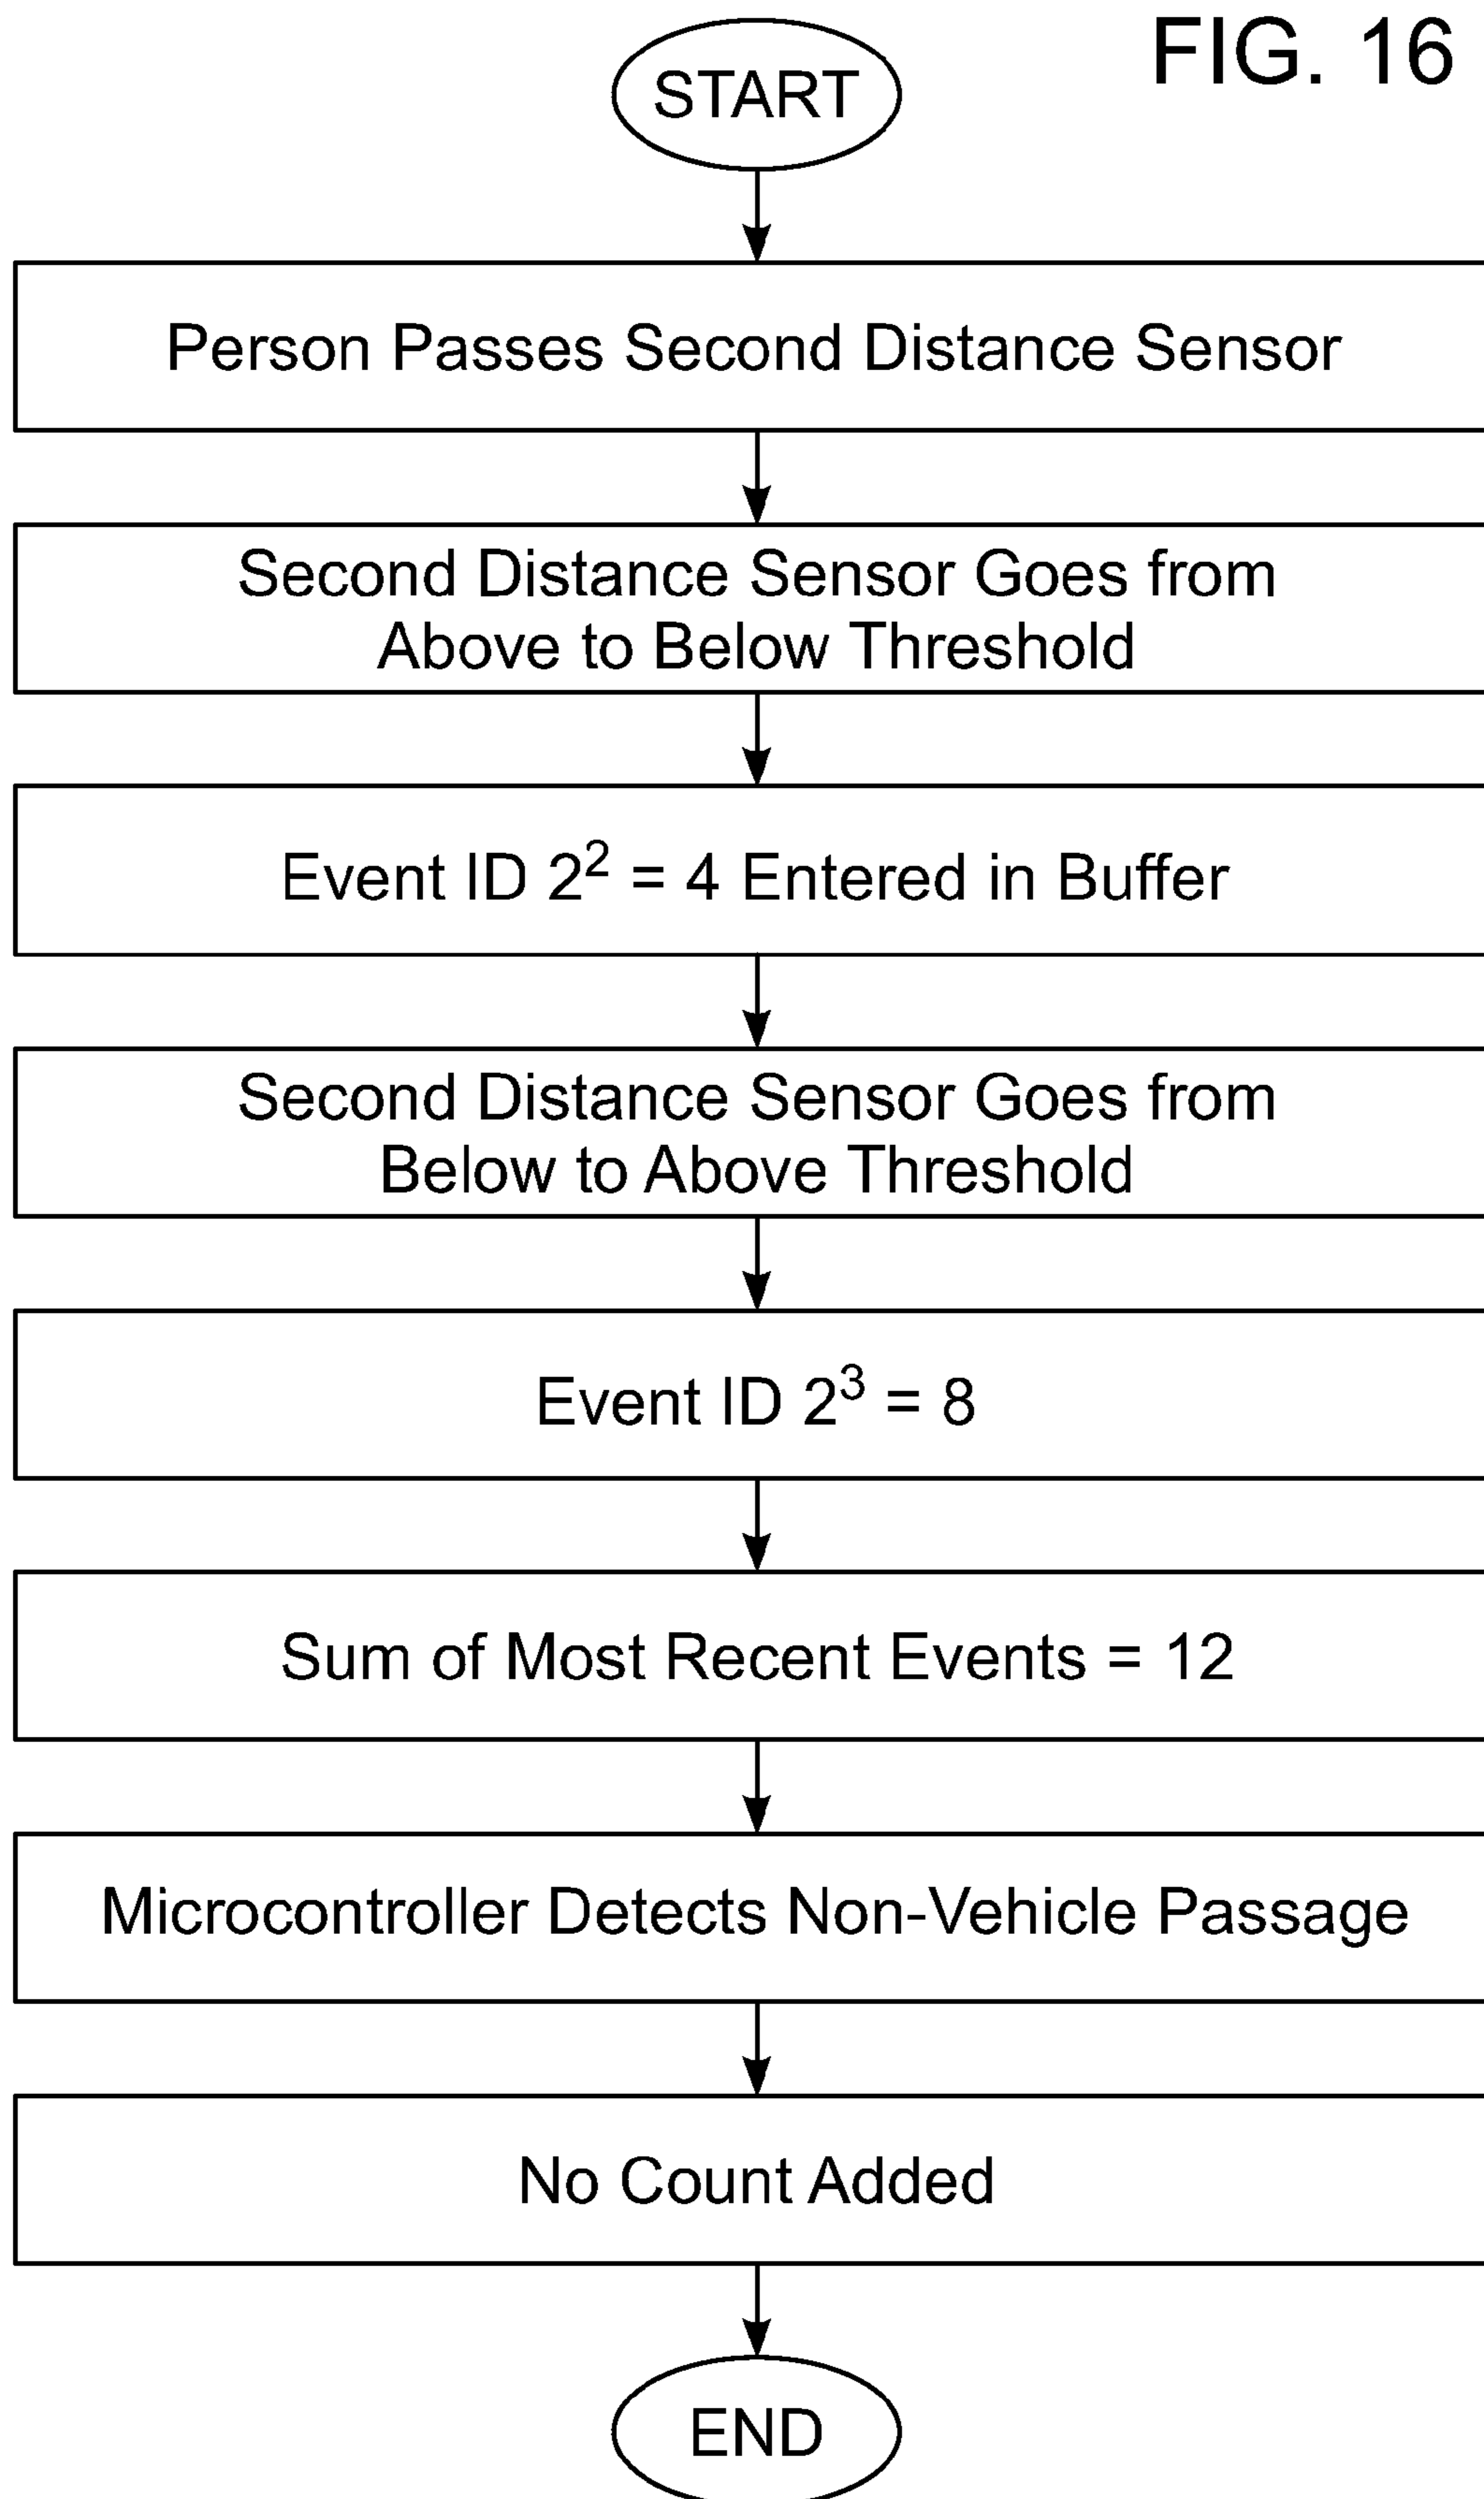 FIG. 16
START
Person Passes Second Distance Sensor
Second Distance Sensor Goes from
Above to Below Threshold
Event ID 2² = 4 Entered in Buffer
Second Distance Sensor Goes from
Below to Above Threshold
Event ID 2³ = 8
Sum of Most Recent Events = 12
Microcontroller Detects Non-Vehicle Passage
No Count Added
END